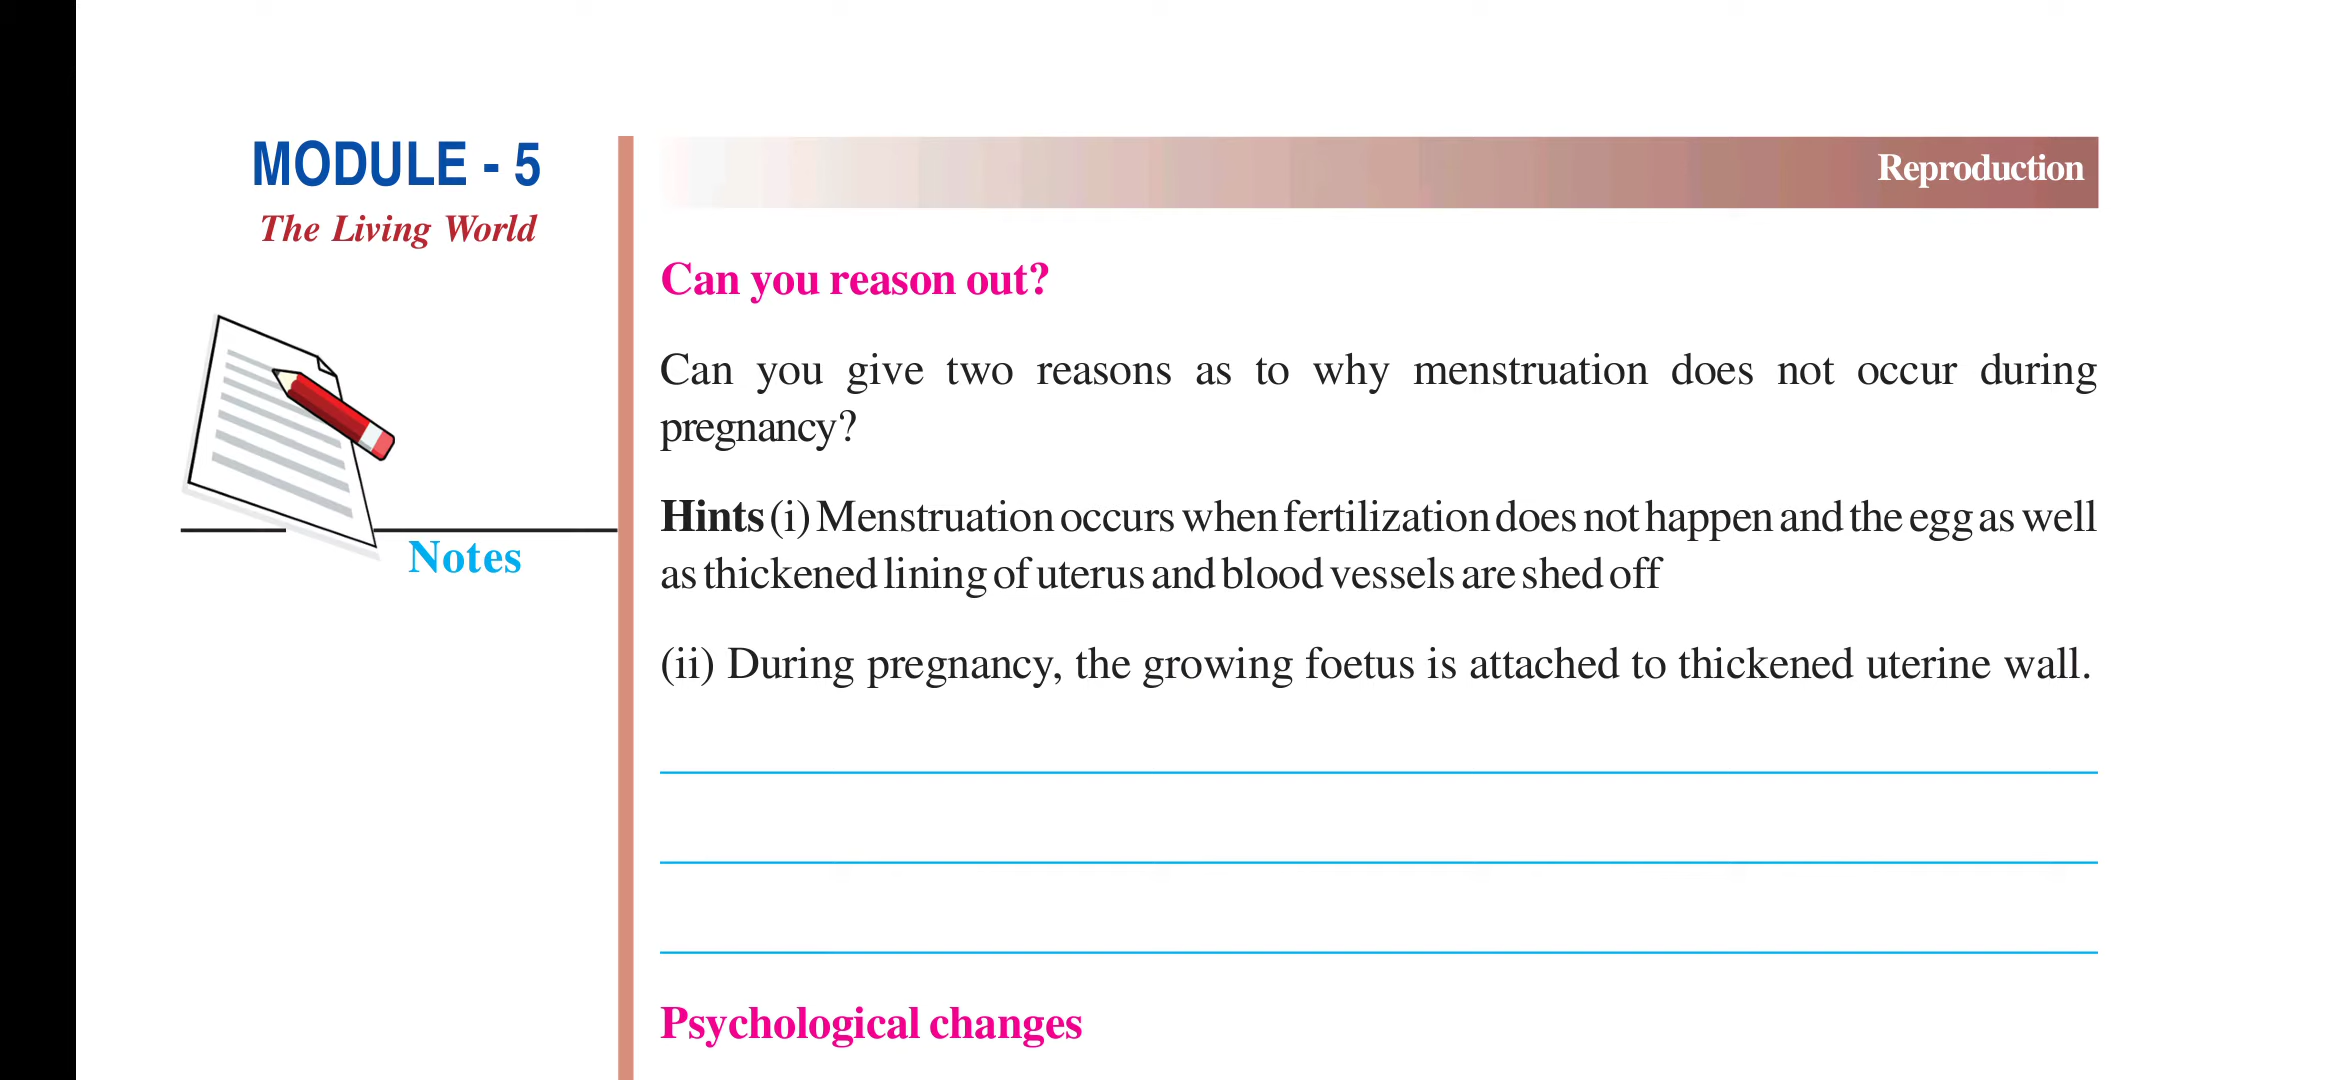 MODULE - 5
The Living World
Notes
Reproduction
Can you reason out?
Can you give two reasons as to why menstruation does not occur during
pregnancy?
Hints (i) Menstruation occurs when fertilization does not happen and the egg as well
as thickened lining of uterus and blood vessels are shed off
(ii) During pregnancy, the growing foetus is attached to thickened uterine wall.
Psychological changes